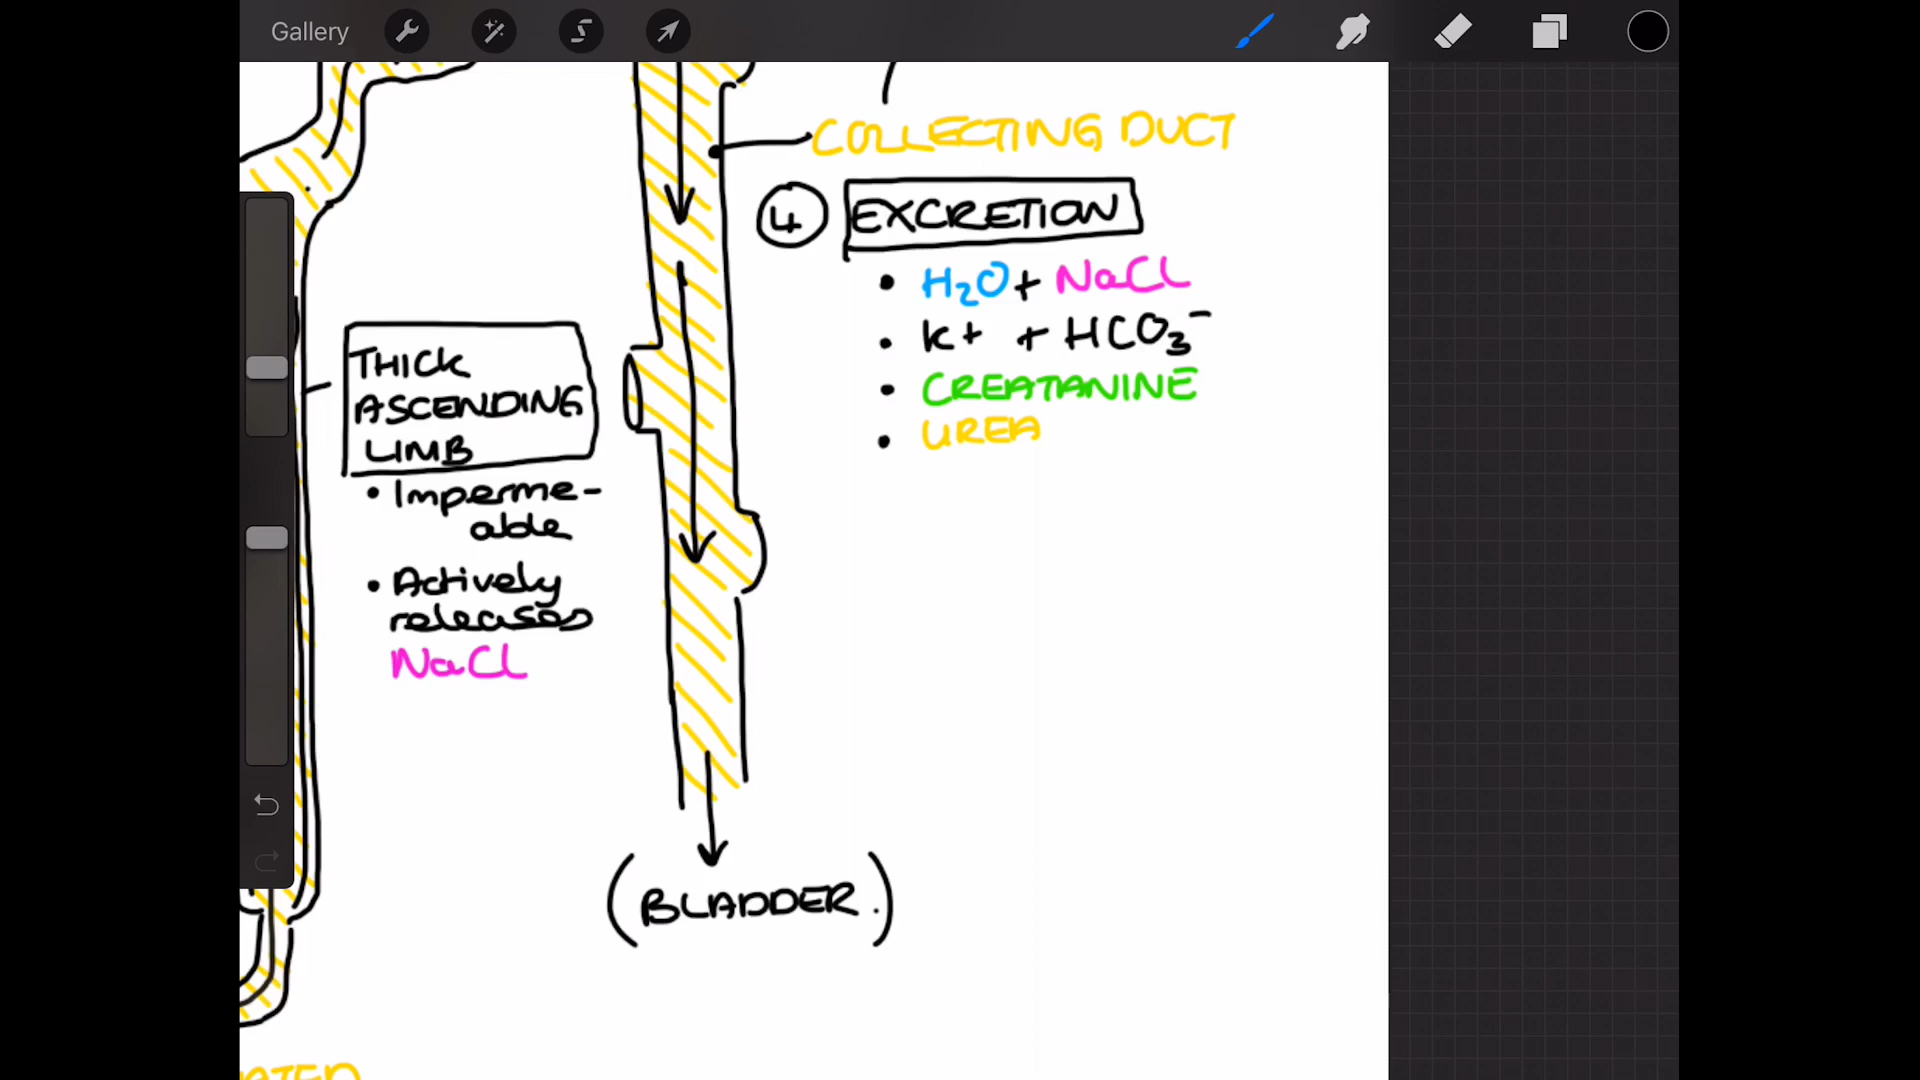 Gallery
COLLECTING DUCT
4 EXCRETION
• H₂O + NaCl
• K+ + HCO₃⁻
• CREATANINE
• UREA
THICK
ASCENDING
LIMB
• Imperme-
able
• Actively
releases
NaCl
(BLADDER.)